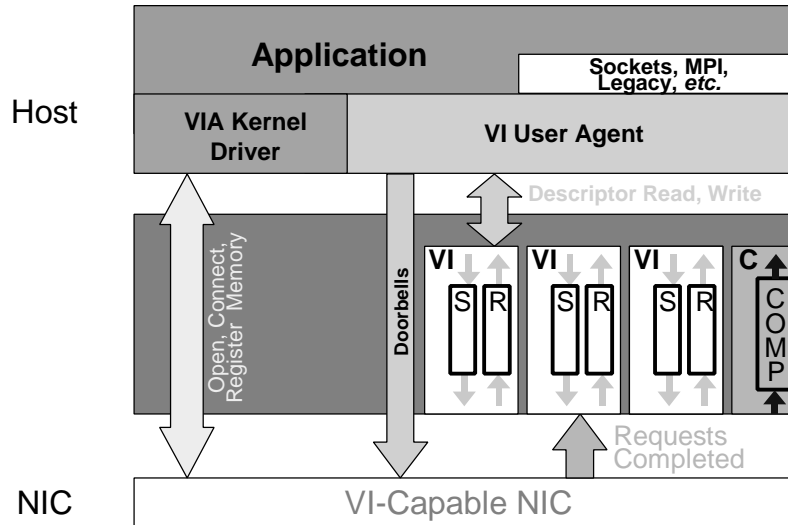 Application
Sockets, MPI,
Legacy, etc.
Host
VIA Kernel
Driver
VI User Agent
Descriptor Read, Write
Open, Connect,
Register Memory
Doorbells
VI
S
R
VI
S
R
VI
S
R
C
COMP
Requests
Completed
NIC
VI-Capable NIC